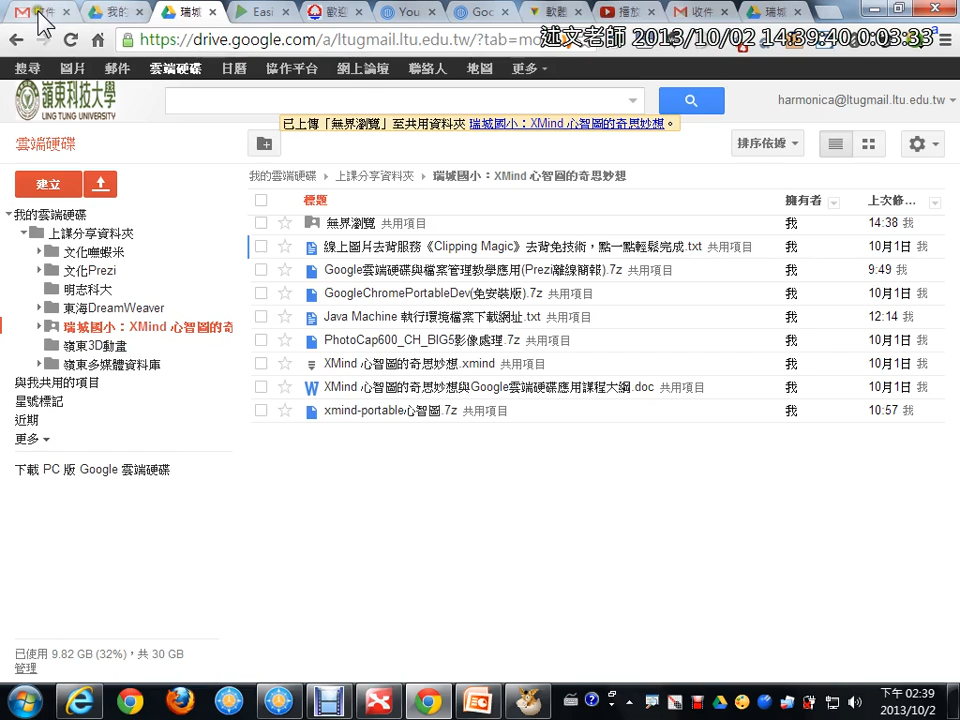 收件
我的
瑞城
Easi
歡迎
You
Goo
軟體
播放
收件
瑞城
https://drive.google.com/a/ltugmail.ltu.edu.tw/?tab=mo
述文老師 2013/10/02 14:39:40 0:03:33
搜尋 圖片 郵件 雲端硬碟 日曆 協作平台 網上論壇 聯絡人 地圖 更多
嶺東科技大學
LING TUNG UNIVERSITY
harmonica@ltugmail.ltu.edu.tw
已上傳「無界瀏覽」至共用資料夾 瑞城國小：XMind 心智圖的奇思妙想。
雲端硬碟
排序依據
建立
我的雲端硬碟 上課分享資料夾 瑞城國小：XMind 心智圖的奇思妙想
標題 擁有者 上次修...
我的雲端硬碟
上課分享資料夾
文化嘸蝦米
文化Prezi
明志科大
東海DreamWeaver
瑞城國小：XMind 心智圖的奇
嶺東3D動畫
嶺東多媒體資料庫
與我共用的項目
星號標記
近期
更多
下載 PC 版 Google 雲端硬碟
無界瀏覽 共用項目 我 14:38 我
線上圖片去背服務《Clipping Magic》去背免技術，點一點輕鬆完成.txt 共用項目 我 10月1日 我
Google雲端硬碟與檔案管理教學應用(Prezi離線簡報).7z 共用項目 我 9:49 我
GoogleChromePortableDev(免安裝版).7z 共用項目 我 10月1日 我
Java Machine 執行環境檔案下載網址.txt 共用項目 我 12:14 我
PhotoCap600_CH_BIG5影像處理.7z 共用項目 我 10月1日 我
XMind 心智圖的奇思妙想.xmind 共用項目 我 10月1日 我
XMind 心智圖的奇思妙想與Google雲端硬碟應用課程大綱.doc 共用項目 我 10月1日 我
xmind-portable心智圖.7z 共用項目 我 10:57 我
已使用 9.82 GB (32%)，共 30 GB
管理
下午 02:39
2013/10/2